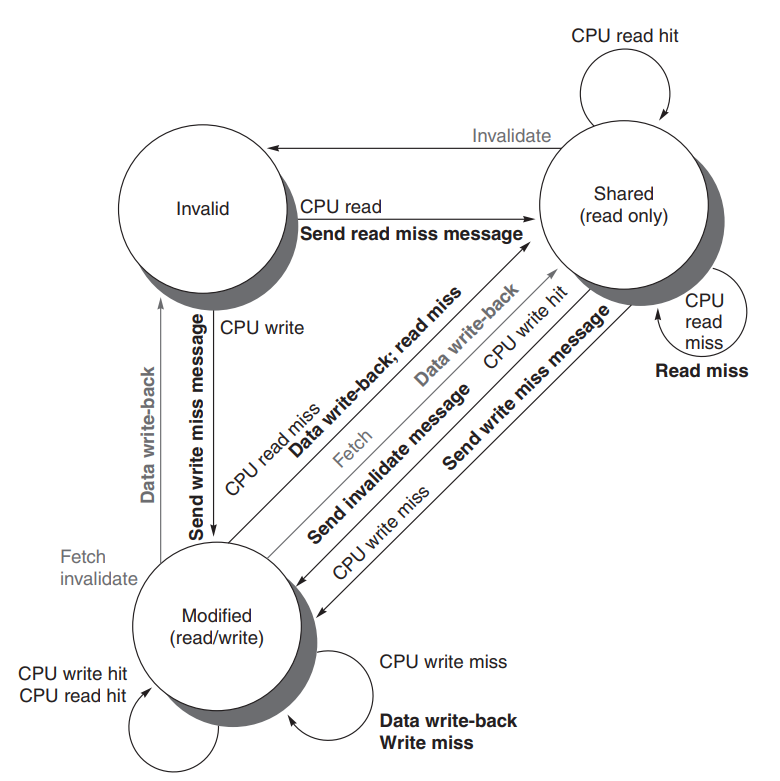 CPU read hit
Invalidate
Invalid
Shared
(read only)
CPU read
Send read miss message
CPU write
Send write miss message
Data write-back
Fetch
invalidate
CPU read miss
Data write-back; read miss
Fetch
Data write-back
CPU write hit
Send invalidate message
CPU write miss
Send write miss message
CPU
read
miss
Read miss
Modified
(read/write)
CPU write hit
CPU read hit
CPU write miss
Data write-back
Write miss